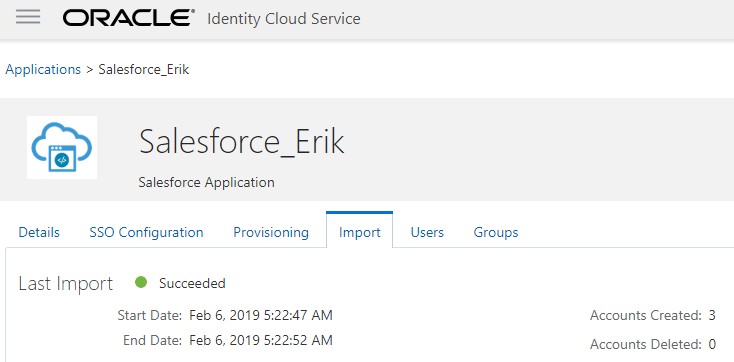 ORACLE® Identity Cloud Service
Applications > Salesforce_Erik
Salesforce_Erik
Salesforce Application
Details SSO Configuration Provisioning Import Users Groups
Last Import Succeeded
Start Date: Feb 6, 2019 5:22:47 AM Accounts Created: 3
End Date: Feb 6, 2019 5:22:52 AM Accounts Deleted: 0